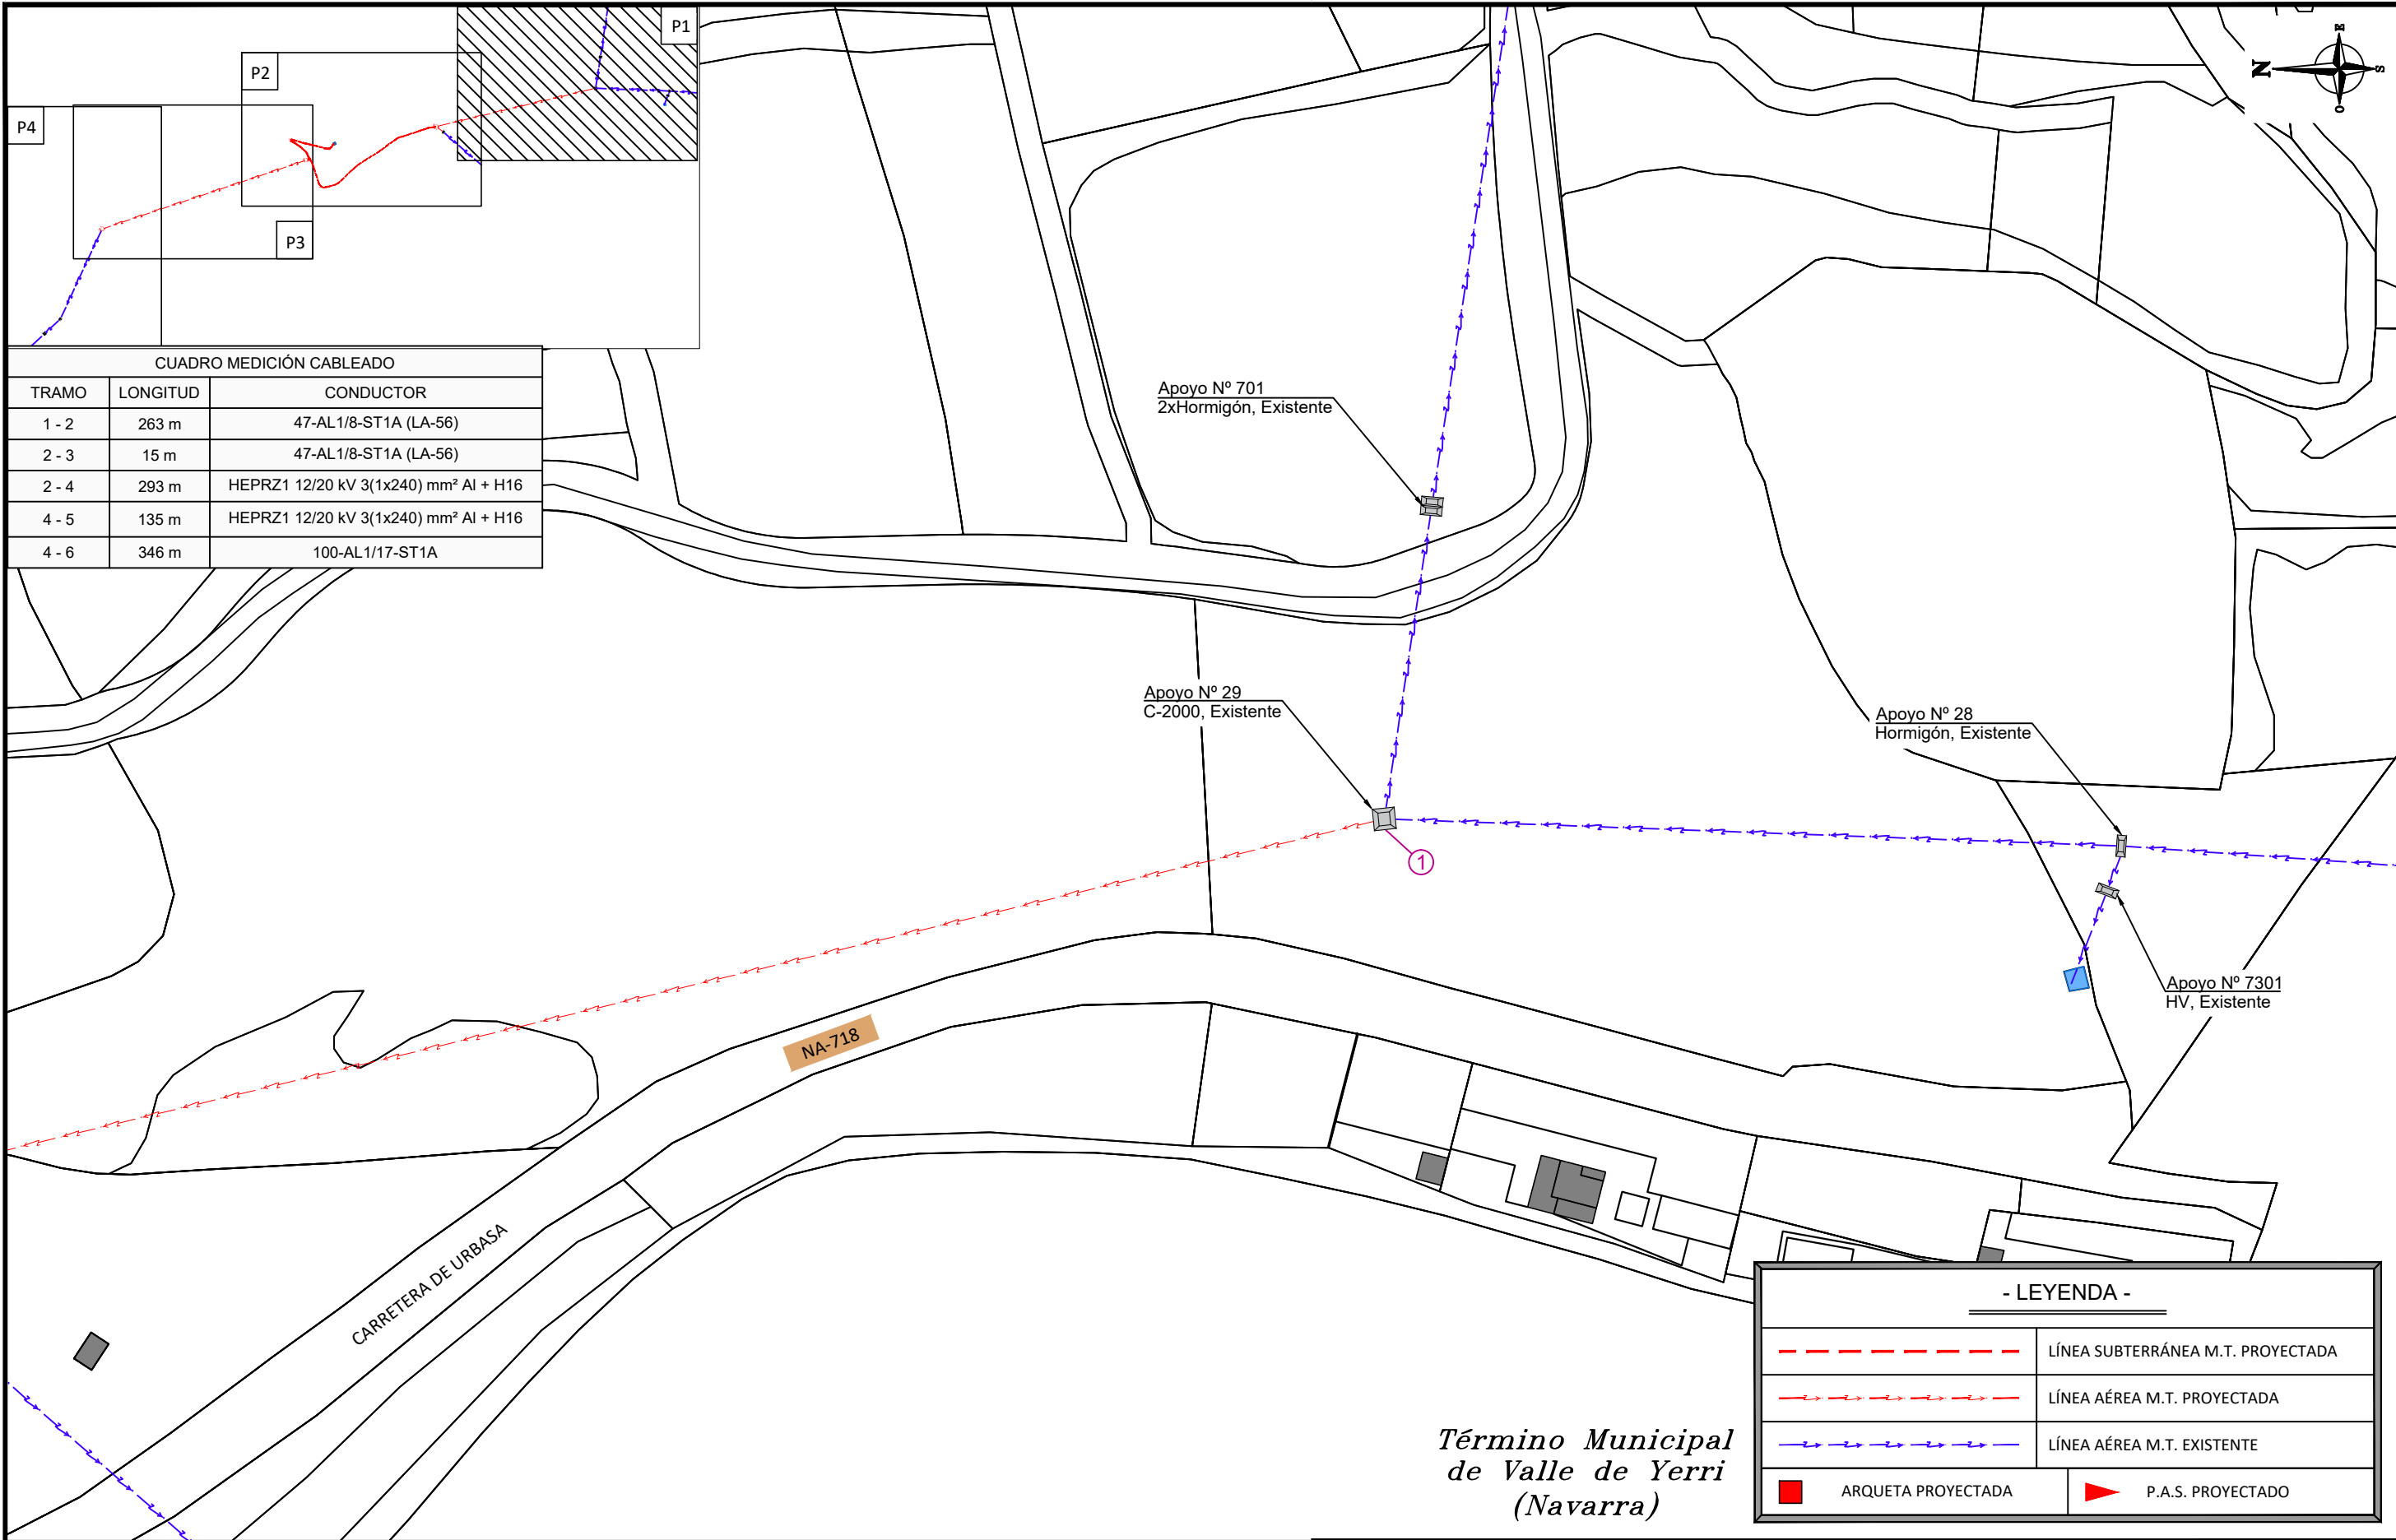 P1
P2
P4
P3
E
N
S
O
CUADRO MEDICIÓN CABLEADO
TRAMO LONGITUD CONDUCTOR
1 - 2 263 m 47-AL1/8-ST1A (LA-56)
2 - 3 15 m 47-AL1/8-ST1A (LA-56)
2 - 4 293 m HEPRZ1 12/20 kV 3(1x240) mm² Al + H16
4 - 5 135 m HEPRZ1 12/20 kV 3(1x240) mm² Al + H16
4 - 6 346 m 100-AL1/17-ST1A
Apoyo Nº 701
2xHormigón, Existente
Apoyo Nº 29
C-2000, Existente
Apoyo Nº 28
Hormigón, Existente
1
Apoyo Nº 7301
HV, Existente
NA-718
CARRETERA DE URBASA
Término Municipal
de Valle de Yerri
(Navarra)
- LEYENDA -
LÍNEA SUBTERRÁNEA M.T. PROYECTADA
LÍNEA AÉREA M.T. PROYECTADA
LÍNEA AÉREA M.T. EXISTENTE
ARQUETA PROYECTADA P.A.S. PROYECTADO